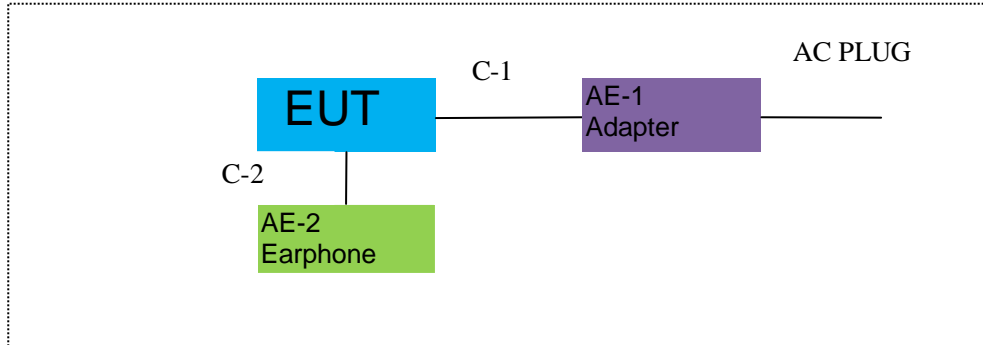 AC PLUG
C-1
EUT
AE-1
Adapter
C-2
AE-2
Earphone